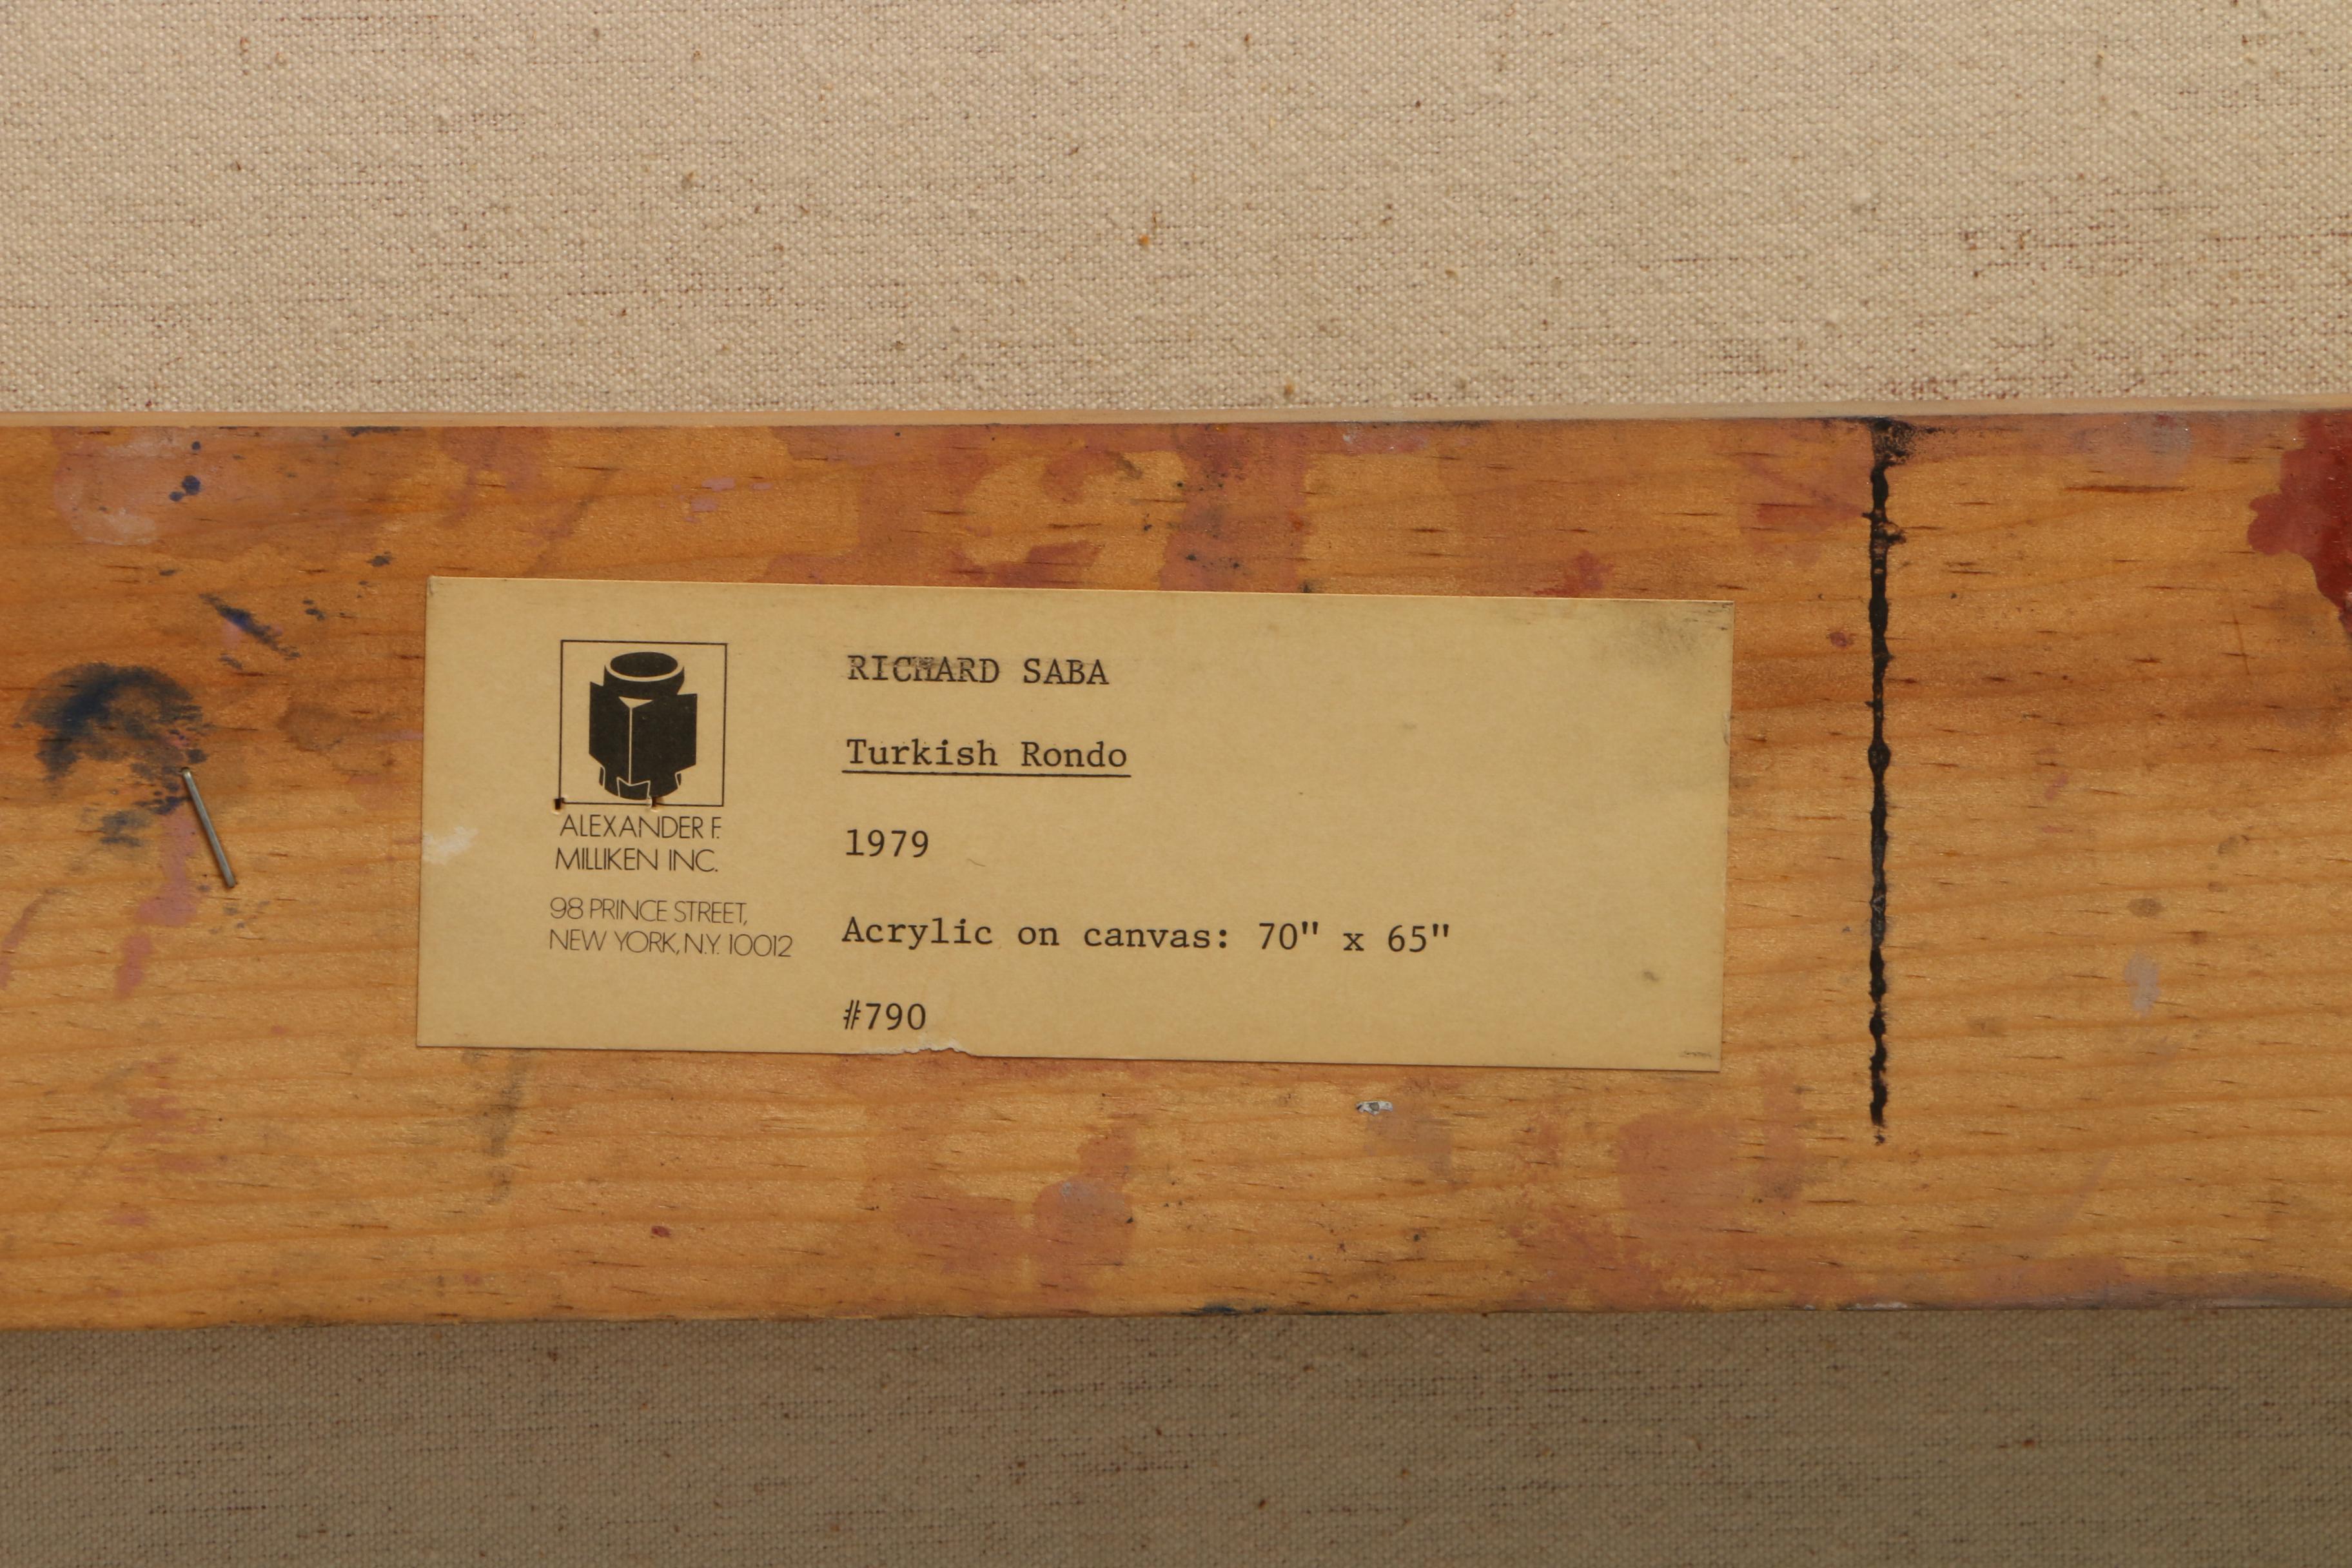 ALEXANDER F.
MILLIKEN INC.
98 PRINCE STREET,
NEW YORK, N.Y. 10012
RICHARD SABA
Turkish Rondo
1979
Acrylic on canvas: 70" x 65"
#790